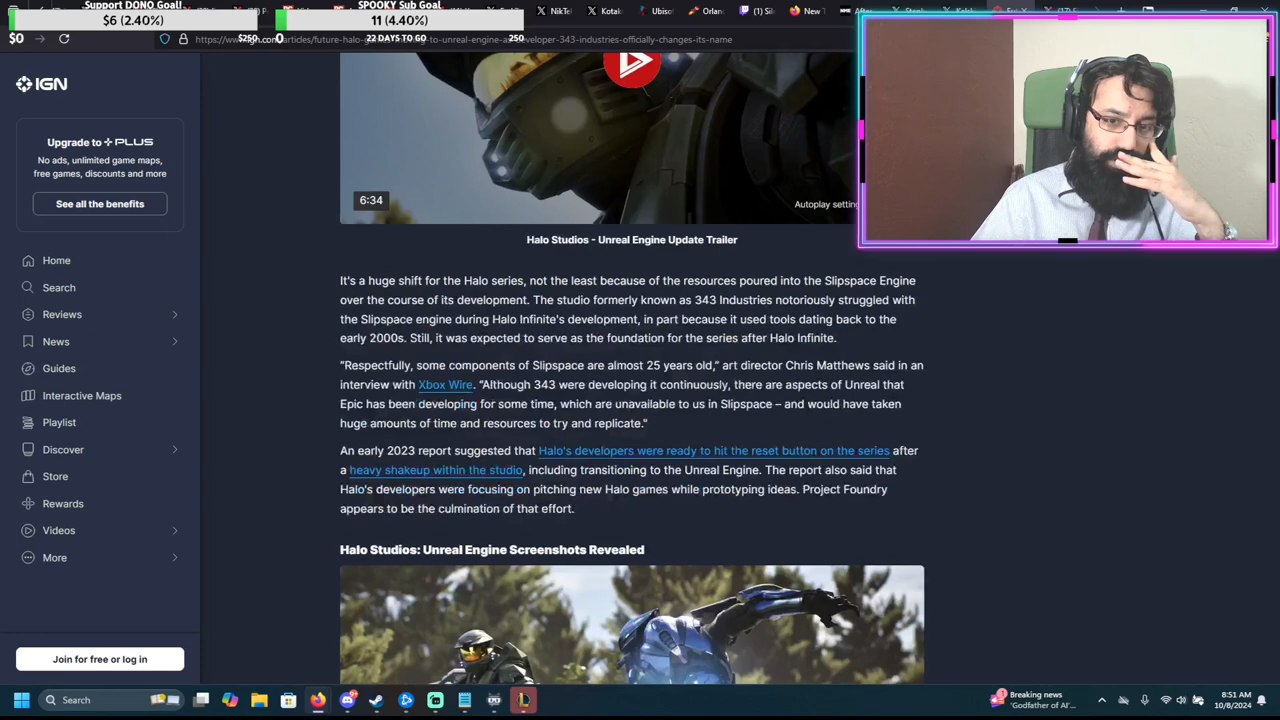 Support DONO Goal!
$6 (2.40%)
$0
$250
SPOOKY Sub Goal
11 (4.40%)
0
22 DAYS TO GO
250
NikTek
Kotak
Ubiso
Orlan
(1) Si
New T
After
IGN
Upgrade to PLUS
No ads, unlimited game maps,
free games, discounts and more
See all the benefits
Home
Search
Reviews
News
Guides
Interactive Maps
Playlist
Discover
Store
Rewards
Videos
More
Join for free or log in
6:34
Autoplay setting
Halo Studios - Unreal Engine Update Trailer
It's a huge shift for the Halo series, not the least because of the resources poured into the Slipspace Engine
over the course of its development. The studio formerly known as 343 Industries notoriously struggled with
the Slipspace engine during Halo Infinite's development, in part because it used tools dating back to the
early 2000s. Still, it was expected to serve as the foundation for the series after Halo Infinite.
“Respectfully, some components of Slipspace are almost 25 years old,” art director Chris Matthews said in an
interview with Xbox Wire. “Although 343 were developing it continuously, there are aspects of Unreal that
Epic has been developing for some time, which are unavailable to us in Slipspace – and would have taken
huge amounts of time and resources to try and replicate.”
An early 2023 report suggested that Halo's developers were ready to hit the reset button on the series after
a heavy shakeup within the studio, including transitioning to the Unreal Engine. The report also said that
Halo's developers were focusing on pitching new Halo games while prototyping ideas. Project Foundry
appears to be the culmination of that effort.
Halo Studios: Unreal Engine Screenshots Revealed
Search
Breaking news
'Godfather of AI'...
8:51 AM
10/8/2024